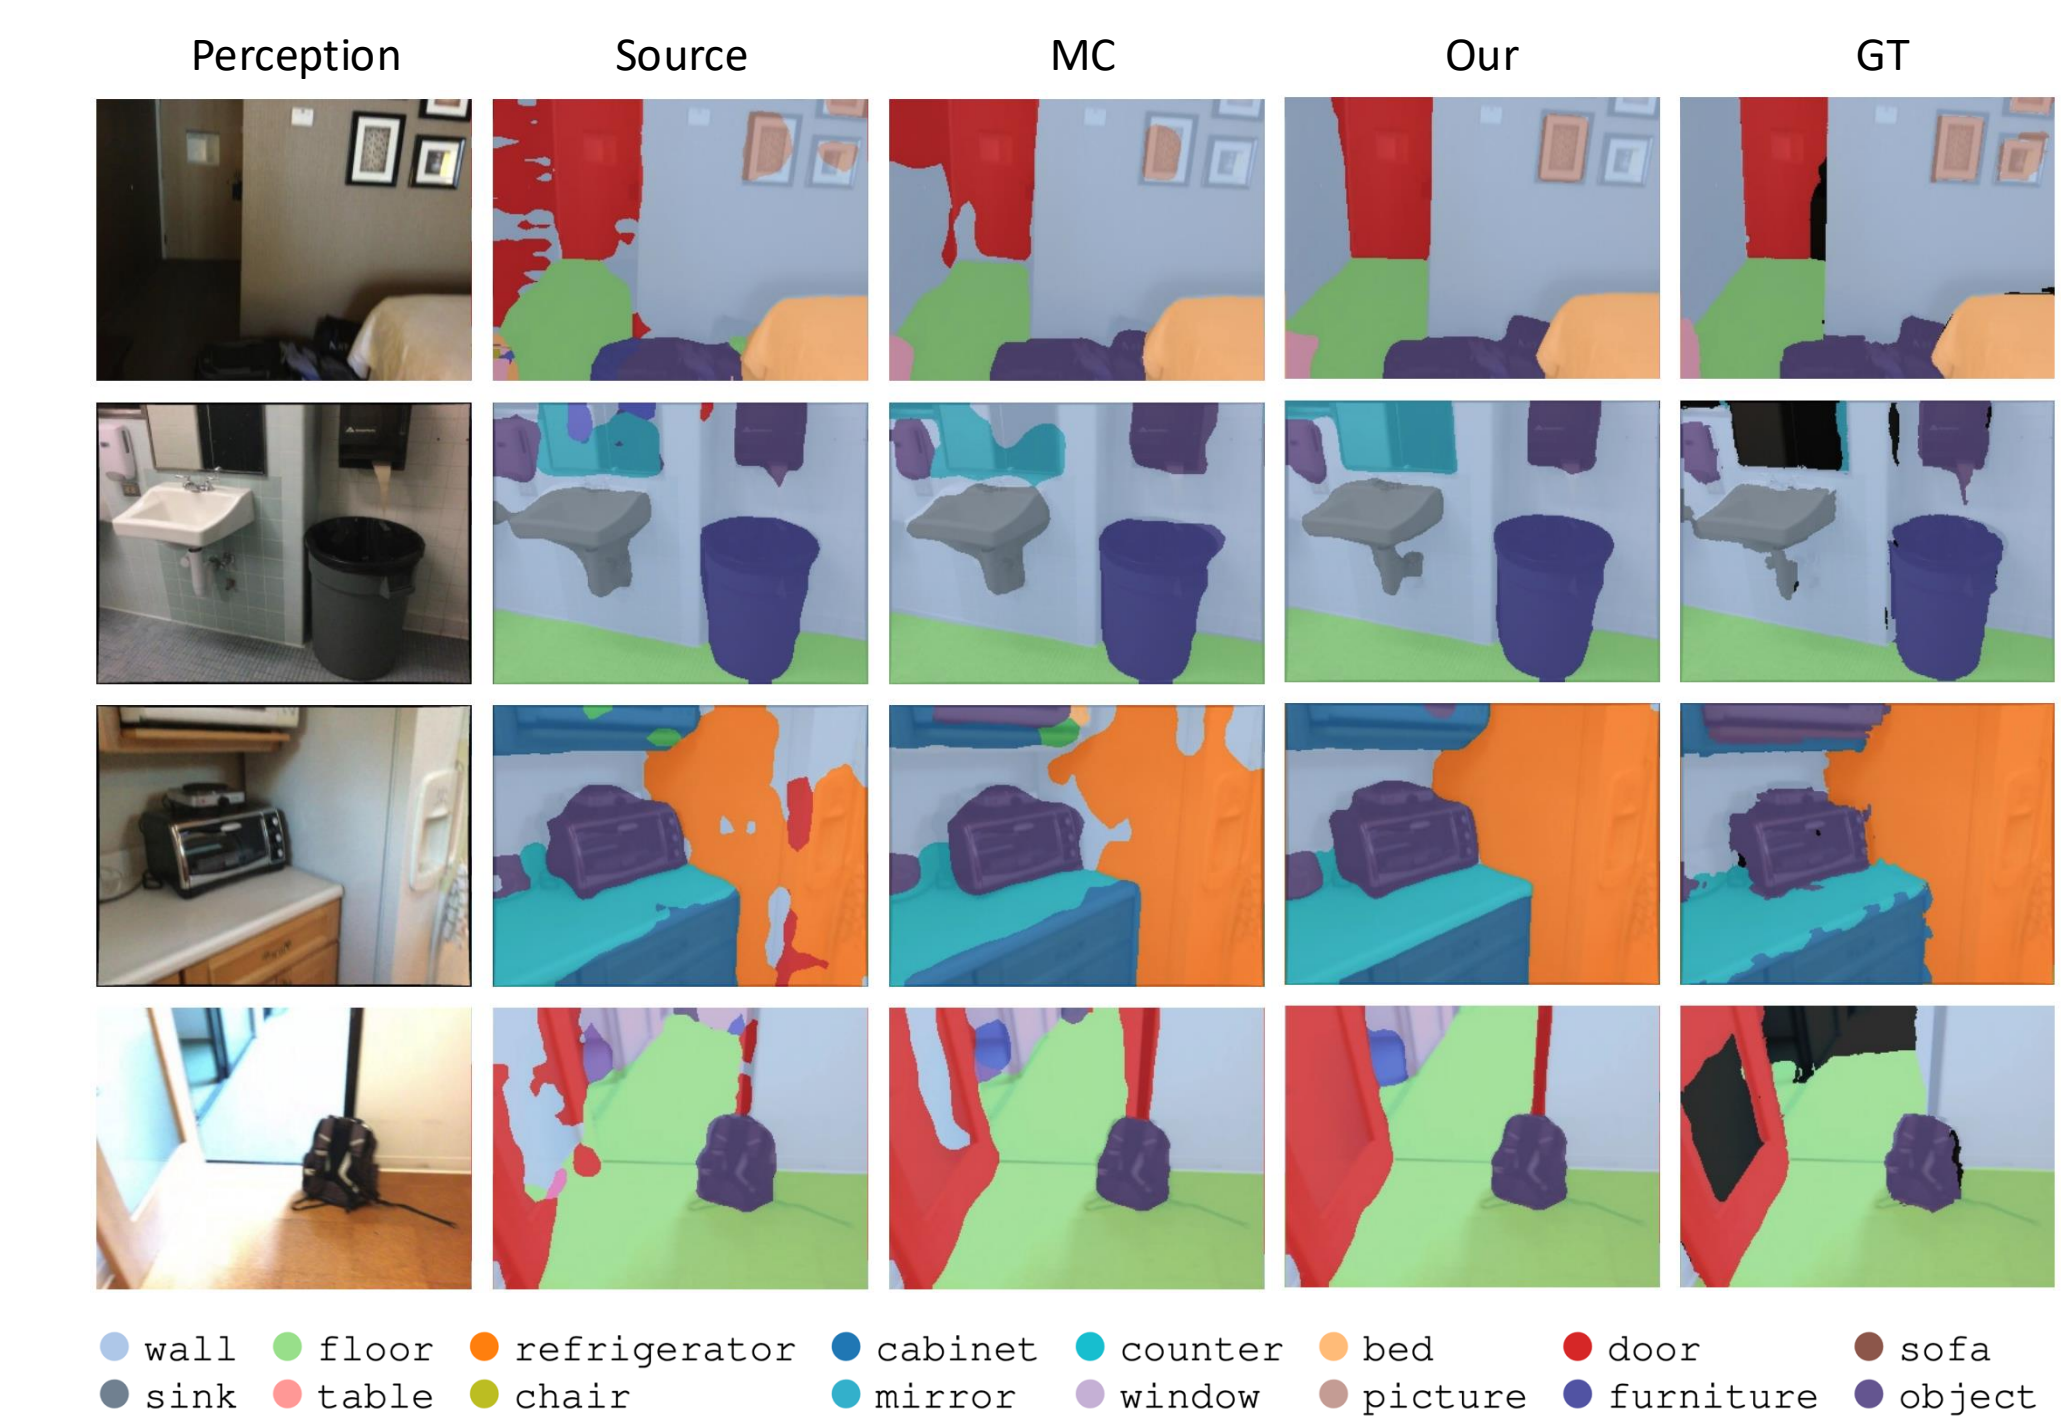 Perception Source MC Our GT
wall floor refrigerator cabinet counter bed door sofa
sink table chair mirror window picture furniture object